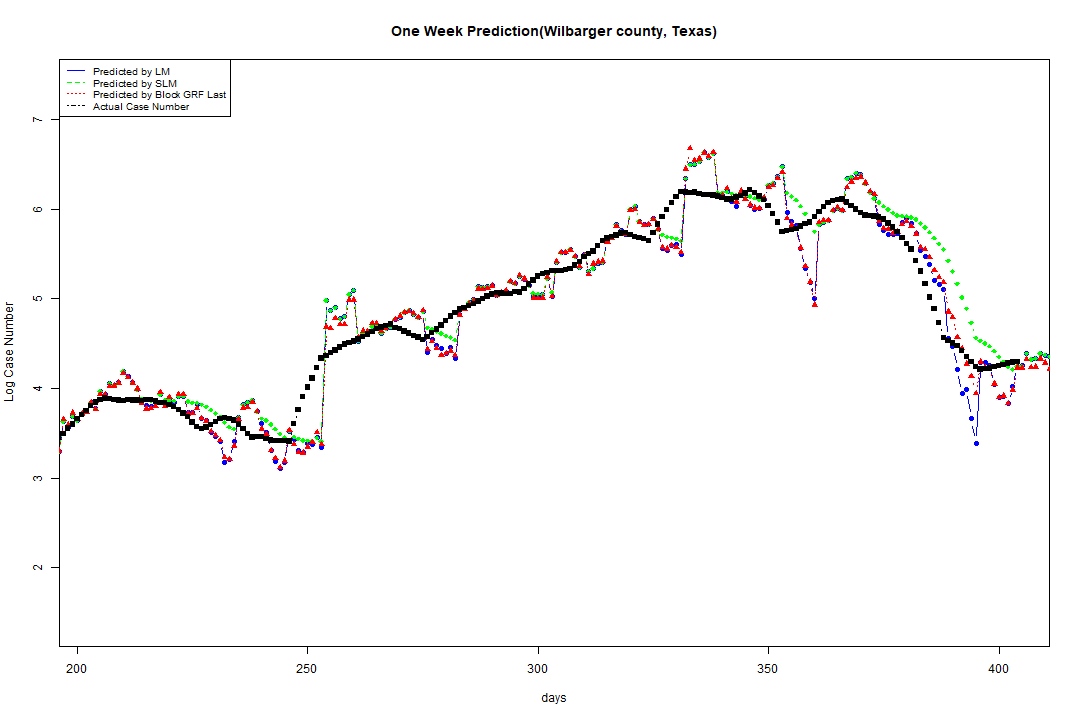 One Week Prediction(Wilbarger county, Texas)
Predicted by LM
Predicted by SLM
Predicted by Block GRF Last
Actual Case Number
Log Case Number
7
6
5
4
3
2
200 250 300 350 400
days